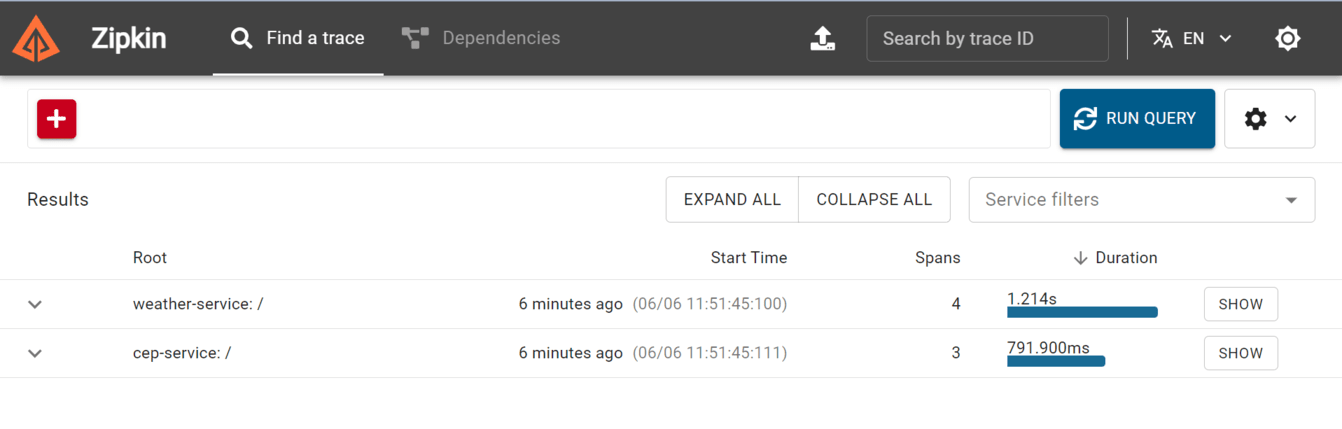 Zipkin Find a trace Dependencies Search by trace ID EN
RUN QUERY
Results EXPAND ALL COLLAPSE ALL Service filters
Root Start Time Spans Duration
weather-service: / 6 minutes ago (06/06 11:51:45:100) 4 1.214s SHOW
cep-service: / 6 minutes ago (06/06 11:51:45:111) 3 791.900ms SHOW